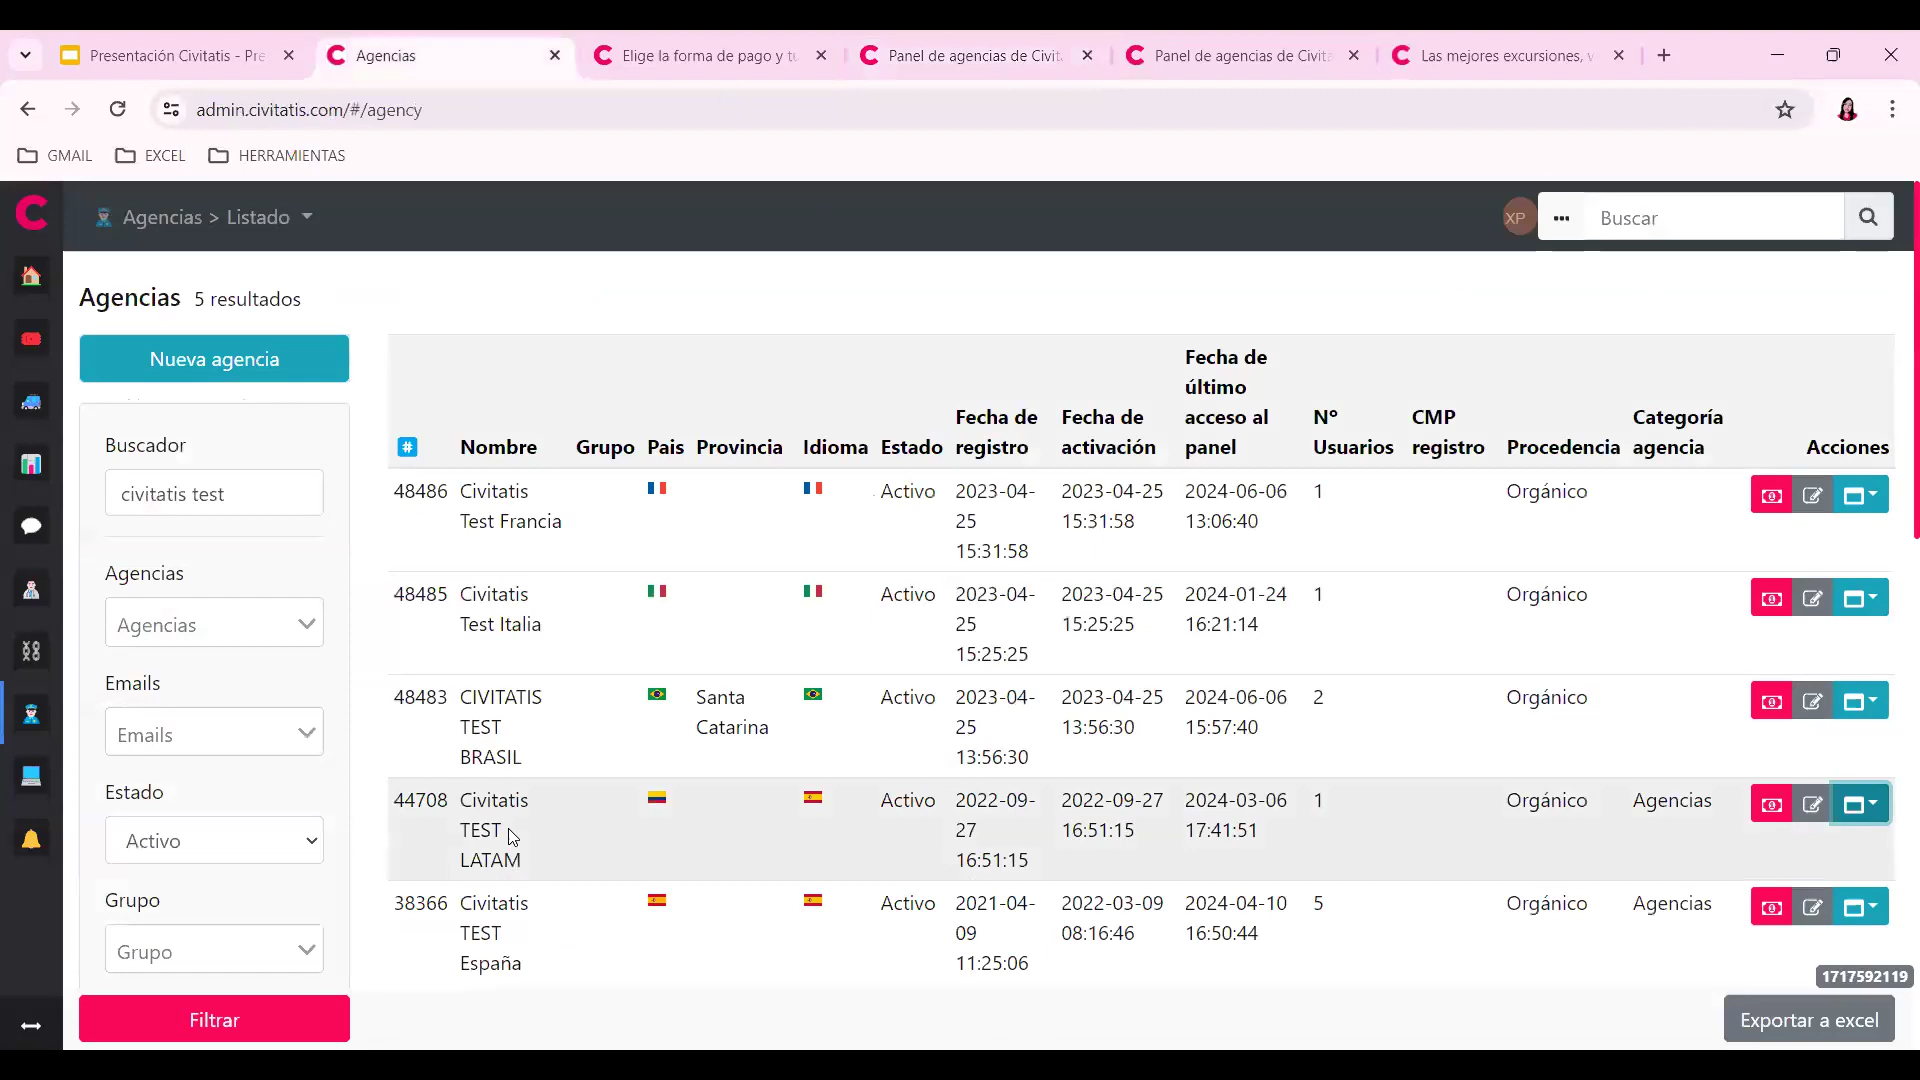 Presentación Civitatis - Pre
Agencias
Elige la forma de pago y tu
Panel de agencias de Civit
Panel de agencias de Civita
Las mejores excursiones, v
admin.civitatis.com/#/agency
GMAIL
EXCEL
HERRAMIENTAS
Agencias > Listado
XP
Buscar
Agencias 5 resultados
Nueva agencia
Buscador
civitatis test
Agencias
Agencias
Emails
Emails
Estado
Activo
Grupo
Grupo
Filtrar
# Nombre Grupo Pais Provincia Idioma Estado Fecha de registro Fecha de activación Fecha de último acceso al panel Nº Usuarios CMP registro Procedencia Categoría agencia Acciones
48486 Civitatis Test Francia Activo 2023-04-25 15:31:58 2023-04-25 15:31:58 2024-06-06 13:06:40 1 Orgánico
48485 Civitatis Test Italia Activo 2023-04-25 15:25:25 2023-04-25 15:25:25 2024-01-24 16:21:14 1 Orgánico
48483 CIVITATIS TEST BRASIL Santa Catarina Activo 2023-04-25 13:56:30 2023-04-25 13:56:30 2024-06-06 15:57:40 2 Orgánico
44708 Civitatis TEST LATAM Activo 2022-09-27 16:51:15 2022-09-27 16:51:15 2024-03-06 17:41:51 1 Orgánico Agencias
38366 Civitatis TEST España Activo 2021-04-09 11:25:06 2022-03-09 08:16:46 2024-04-10 16:50:44 5 Orgánico Agencias
1717592119
Exportar a excel